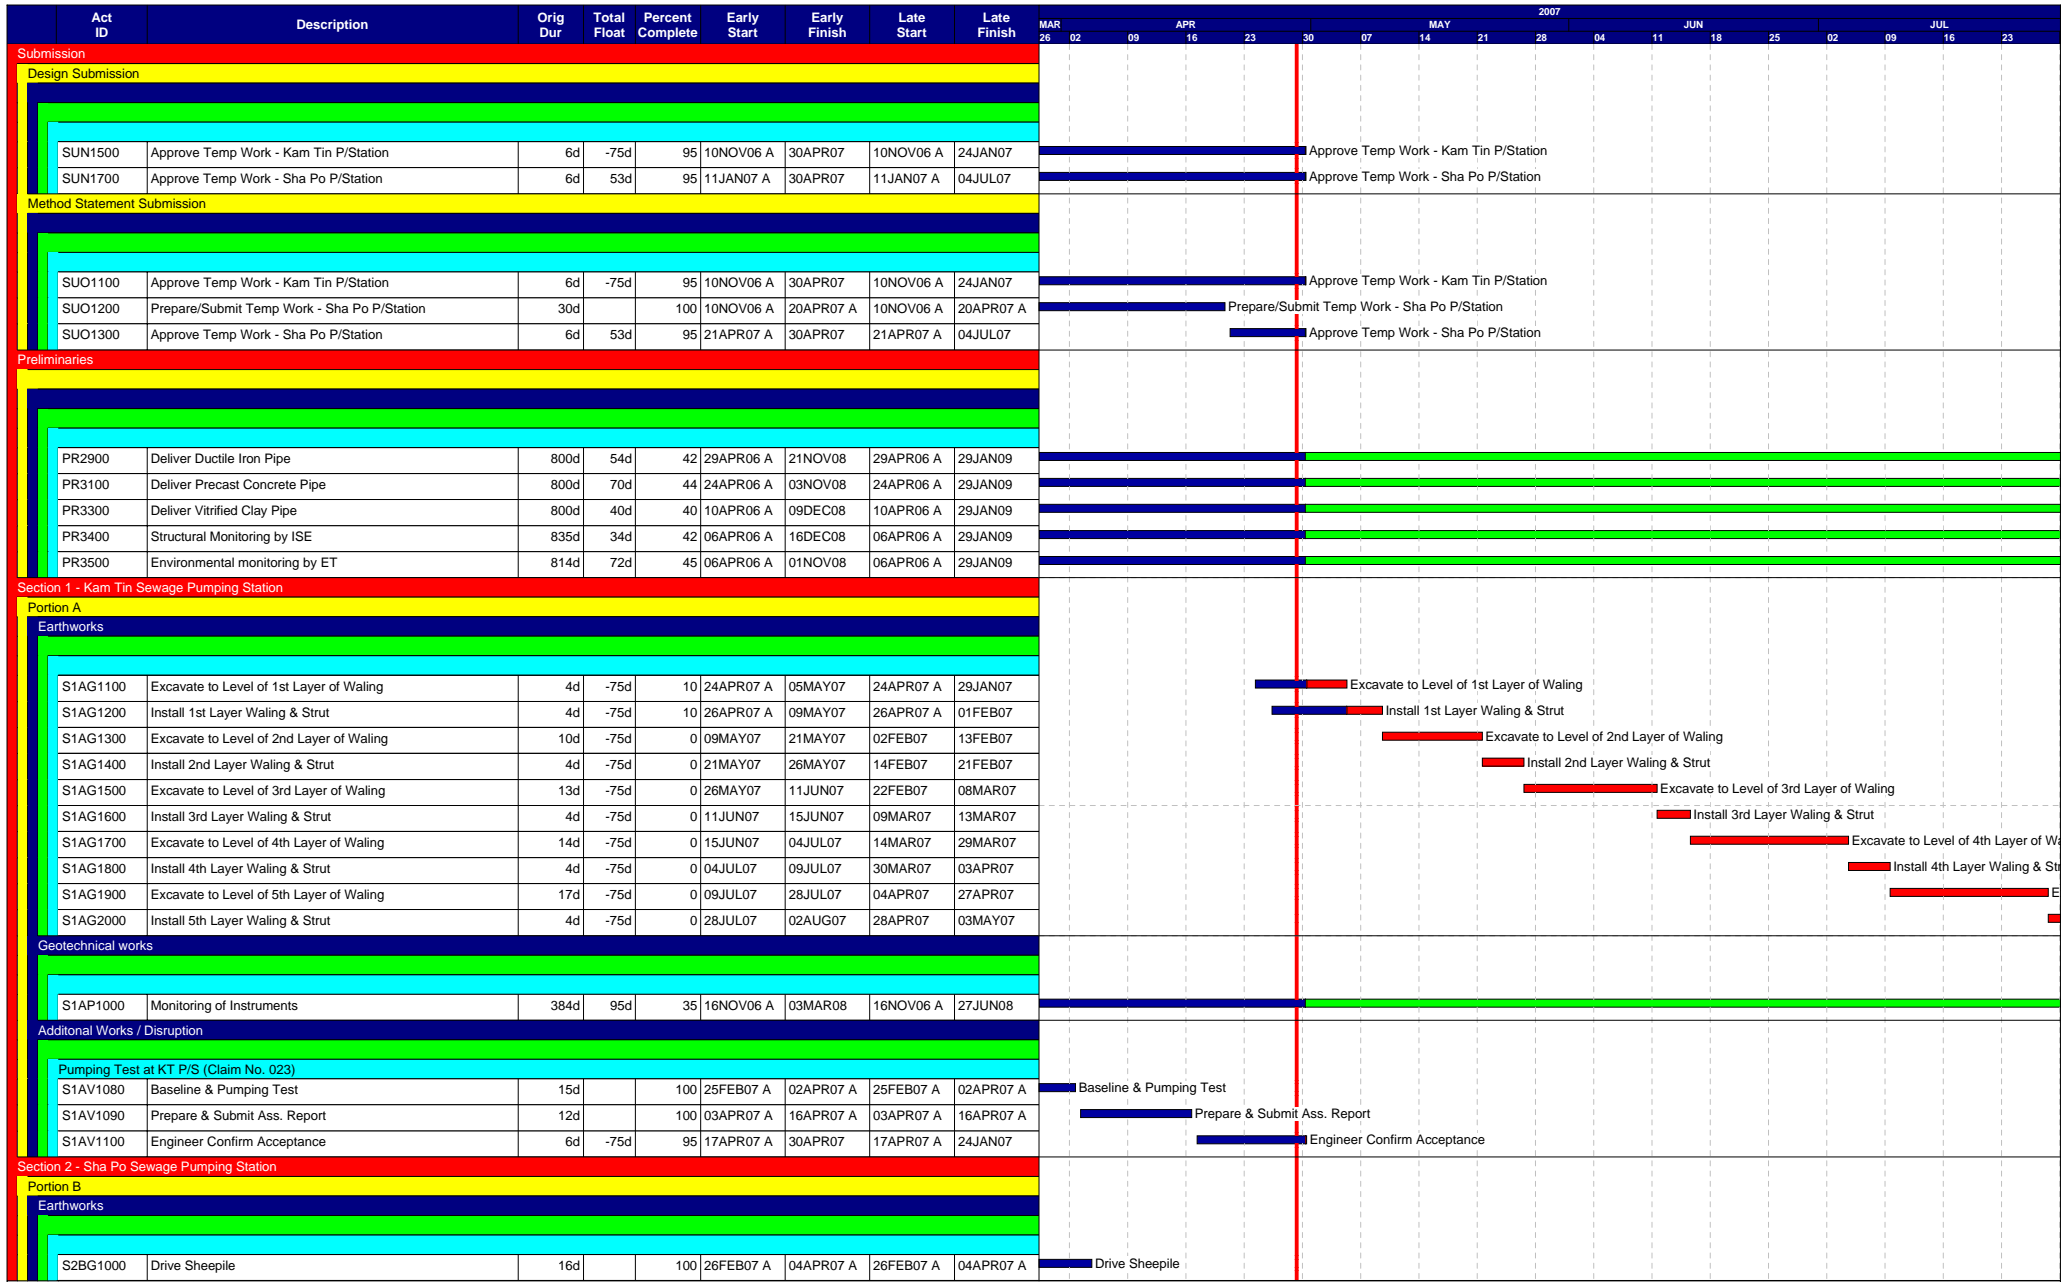 2007
Act ID Description Orig Dur Total Float Percent Complete Early Start Early Finish Late Start Late Finish MAR APR MAY JUN JUL
26 02 09 16 23 30 07 14 21 28 04 11 18 25 02 09 16 23
Submission
Design Submission
SUN1500 Approve Temp Work - Kam Tin P/Station 6d -75d 95 10NOV06 A 30APR07 10NOV06 A 24JAN07 Approve Temp Work - Kam Tin P/Station
SUN1700 Approve Temp Work - Sha Po P/Station 6d 53d 95 11JAN07 A 30APR07 11JAN07 A 04JUL07 Approve Temp Work - Sha Po P/Station
Method Statement Submission
SUO1100 Approve Temp Work - Kam Tin P/Station 6d -75d 95 10NOV06 A 30APR07 10NOV06 A 24JAN07 Approve Temp Work - Kam Tin P/Station
SUO1200 Prepare/Submit Temp Work - Sha Po P/Station 30d 100 10NOV06 A 20APR07 A 10NOV06 A 20APR07 A Prepare/Submit Temp Work - Sha Po P/Station
SUO1300 Approve Temp Work - Sha Po P/Station 6d 53d 95 21APR07 A 30APR07 21APR07 A 04JUL07 Approve Temp Work - Sha Po P/Station
Preliminaries
PR2900 Deliver Ductile Iron Pipe 800d 54d 42 29APR06 A 21NOV08 29APR06 A 29JAN09
PR3100 Deliver Precast Concrete Pipe 800d 70d 44 24APR06 A 03NOV08 24APR06 A 29JAN09
PR3300 Deliver Vitrified Clay Pipe 800d 40d 40 10APR06 A 09DEC08 10APR06 A 29JAN09
PR3400 Structural Monitoring by ISE 835d 34d 42 06APR06 A 16DEC08 06APR06 A 29JAN09
PR3500 Environmental monitoring by ET 814d 72d 45 06APR06 A 01NOV08 06APR06 A 29JAN09
Section 1 - Kam Tin Sewage Pumping Station
Portion A
Earthworks
S1AG1100 Excavate to Level of 1st Layer of Waling 4d -75d 10 24APR07 A 05MAY07 24APR07 A 29JAN07 Excavate to Level of 1st Layer of Waling
S1AG1200 Install 1st Layer Waling & Strut 4d -75d 10 26APR07 A 09MAY07 26APR07 A 01FEB07 Install 1st Layer Waling & Strut
S1AG1300 Excavate to Level of 2nd Layer of Waling 10d -75d 0 09MAY07 21MAY07 02FEB07 13FEB07 Excavate to Level of 2nd Layer of Waling
S1AG1400 Install 2nd Layer Waling & Strut 4d -75d 0 21MAY07 26MAY07 14FEB07 21FEB07 Install 2nd Layer Waling & Strut
S1AG1500 Excavate to Level of 3rd Layer of Waling 13d -75d 0 26MAY07 11JUN07 22FEB07 08MAR07 Excavate to Level of 3rd Layer of Waling
S1AG1600 Install 3rd Layer Waling & Strut 4d -75d 0 11JUN07 15JUN07 09MAR07 13MAR07 Install 3rd Layer Waling & Strut
S1AG1700 Excavate to Level of 4th Layer of Waling 14d -75d 0 15JUN07 04JUL07 14MAR07 29MAR07 Excavate to Level of 4th Layer of Wa
S1AG1800 Install 4th Layer Waling & Strut 4d -75d 0 04JUL07 09JUL07 30MAR07 03APR07 Install 4th Layer Waling & Str
S1AG1900 Excavate to Level of 5th Layer of Waling 17d -75d 0 09JUL07 28JUL07 04APR07 27APR07 E
S1AG2000 Install 5th Layer Waling & Strut 4d -75d 0 28JUL07 02AUG07 28APR07 03MAY07
Geotechnical works
S1AP1000 Monitoring of Instruments 384d 95d 35 16NOV06 A 03MAR08 16NOV06 A 27JUN08
Additonal Works / Disruption
Pumping Test at KT P/S (Claim No. 023)
S1AV1080 Baseline & Pumping Test 15d 100 25FEB07 A 02APR07 A 25FEB07 A 02APR07 A Baseline & Pumping Test
S1AV1090 Prepare & Submit Ass. Report 12d 100 03APR07 A 16APR07 A 03APR07 A 16APR07 A Prepare & Submit Ass. Report
S1AV1100 Engineer Confirm Acceptance 6d -75d 95 17APR07 A 30APR07 17APR07 A 24JAN07 Engineer Confirm Acceptance
Section 2 - Sha Po Sewage Pumping Station
Portion B
Earthworks
S2BG1000 Drive Sheepile 16d 100 26FEB07 A 04APR07 A 26FEB07 A 04APR07 A Drive Sheepile